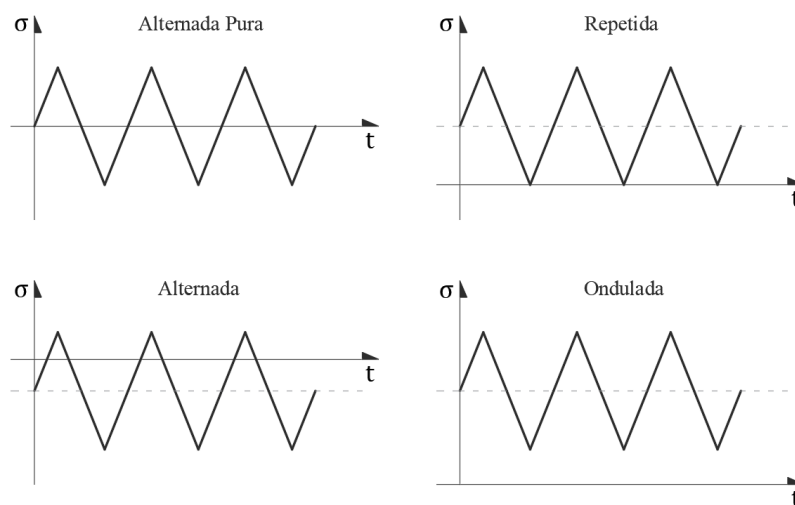 Alternada Pura
σ
t
Repetida
σ
t
Alternada
σ
t
Ondulada
σ
t